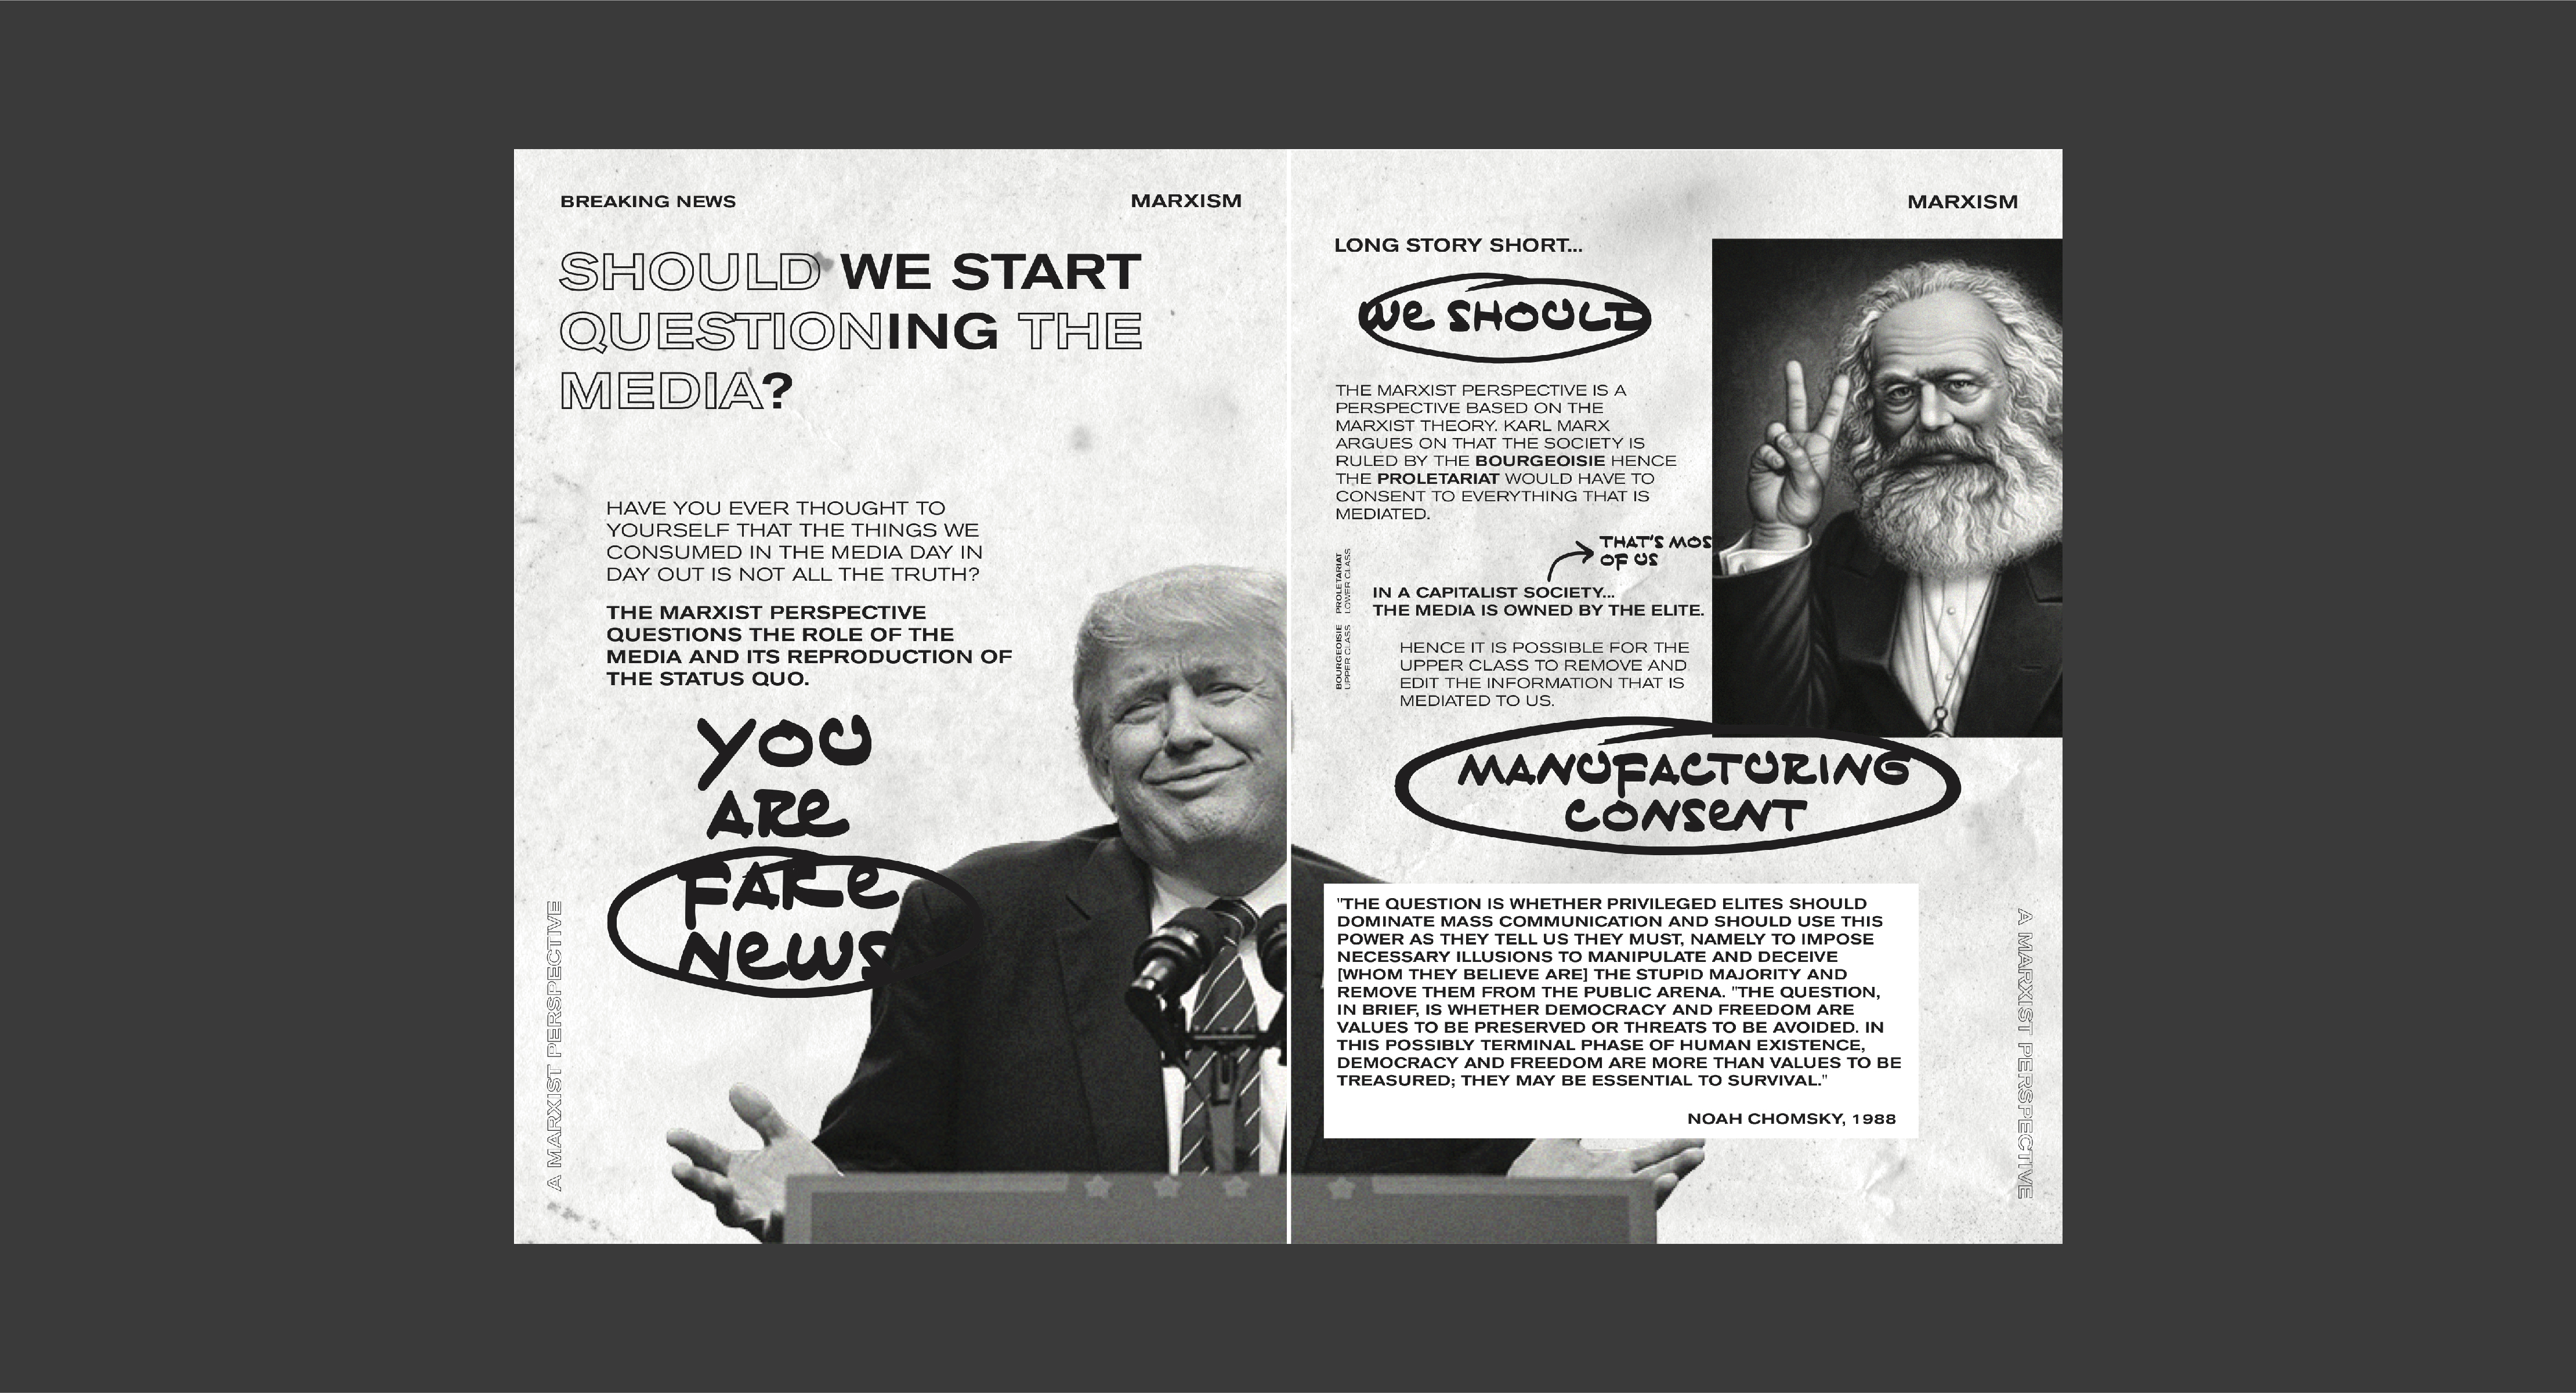 BREAKING NEWS
MARXISM
SHOULD WE START
QUESTIONING THE
MEDIA?
HAVE YOU EVER THOUGHT TO
YOURSELF THAT THE THINGS WE
CONSUMED IN THE MEDIA DAY IN
DAY OUT IS NOT ALL THE TRUTH?
THE MARXIST PERSPECTIVE
QUESTIONS THE ROLE OF THE
MEDIA AND ITS REPRODUCTION OF
THE STATUS QUO.
YOU
ARe
FAKe
NeWS
A MARXIST PERSPECTIVE
MARXISM
LONG STORY SHORT...
We SHOULD
THE MARXIST PERSPECTIVE IS A
PERSPECTIVE BASED ON THE
MARXIST THEORY. KARL MARX
ARGUES ON THAT THE SOCIETY IS
RULED BY THE BOURGEOISIE HENCE
THE PROLETARIAT WOULD HAVE TO
CONSENT TO EVERYTHING THAT IS
MEDIATED.
THAT'S MOS
OF US
PROLETARIAT
LOWER CLASS
BOURGEOISIE
UPPER CLASS
IN A CAPITALIST SOCIETY...
THE MEDIA IS OWNED BY THE ELITE.
HENCE IT IS POSSIBLE FOR THE
UPPER CLASS TO REMOVE AND
EDIT THE INFORMATION THAT IS
MEDIATED TO US.
MANUFACTURING
CONSeNT
"THE QUESTION IS WHETHER PRIVILEGED ELITES SHOULD
DOMINATE MASS COMMUNICATION AND SHOULD USE THIS
POWER AS THEY TELL US THEY MUST, NAMELY TO IMPOSE
NECESSARY ILLUSIONS TO MANIPULATE AND DECEIVE
[WHOM THEY BELIEVE ARE] THE STUPID MAJORITY AND
REMOVE THEM FROM THE PUBLIC ARENA. "THE QUESTION,
IN BRIEF, IS WHETHER DEMOCRACY AND FREEDOM ARE
VALUES TO BE PRESERVED OR THREATS TO BE AVOIDED. IN
THIS POSSIBLY TERMINAL PHASE OF HUMAN EXISTENCE,
DEMOCRACY AND FREEDOM ARE MORE THAN VALUES TO BE
TREASURED; THEY MAY BE ESSENTIAL TO SURVIVAL."
NOAH CHOMSKY, 1988
A MARXIST PERSPECTIVE